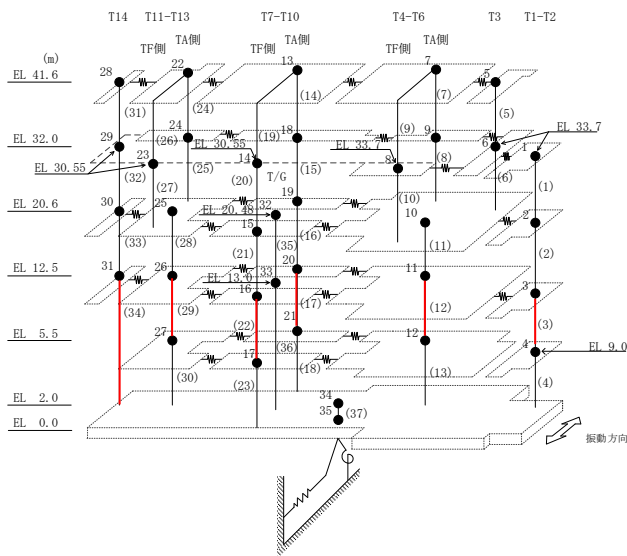 T14 T11-T13 T7-T10 T4-T6 T3 T1-T2
TF側 TA側 TF側 TA側 TF側 TA側
(m)
EL 41.6 28 22 13 7 5
(31) (24) (14) (7) (5)
EL 32.0 29 24 18 9 6 EL 33.7
(26) (19) (9) 1
EL 30.55 EL 33.7
EL 30.55 23 14 8 (8)
(32) (25) (20) T/G (15) (6) (1)
(27) 19 (10)
EL 20.6 30 25 EL 20.48 32 10 2
(33) (28) 15 (35) (16) (11) (2)
(21) 20
EL 12.5 31 26 EL 13.0 33 11 3
16
(34) (29) (17) (12) (3)
(22) 21
EL 5.5 27 (36) 12 4 EL 9.0
17
(30) (23) (18) (13) (4)
EL 2.0 34
35 (37)
EL 0.0
振動方向